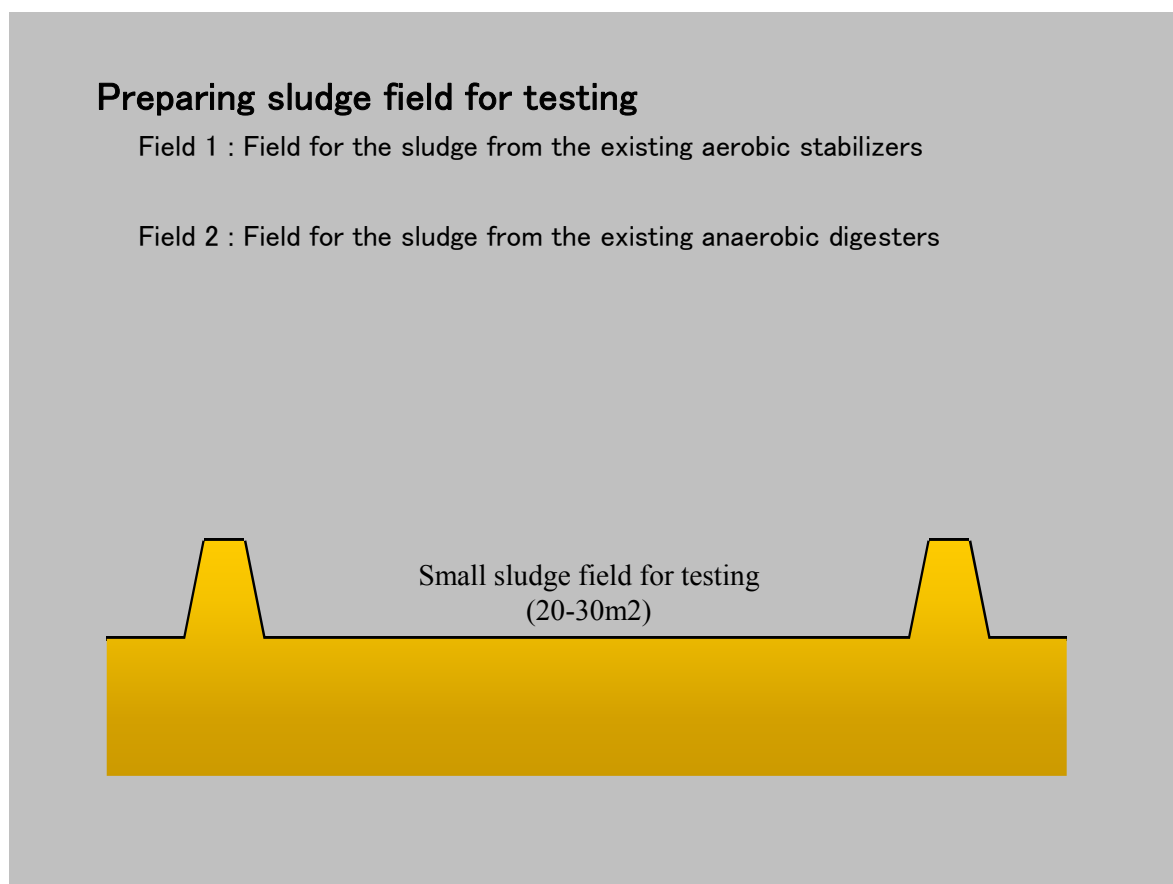 Preparing sludge field for testing
Field 1 : Field for the sludge from the existing aerobic stabilizers
Field 2 : Field for the sludge from the existing anaerobic digesters
Small sludge field for testing
(20-30m2)